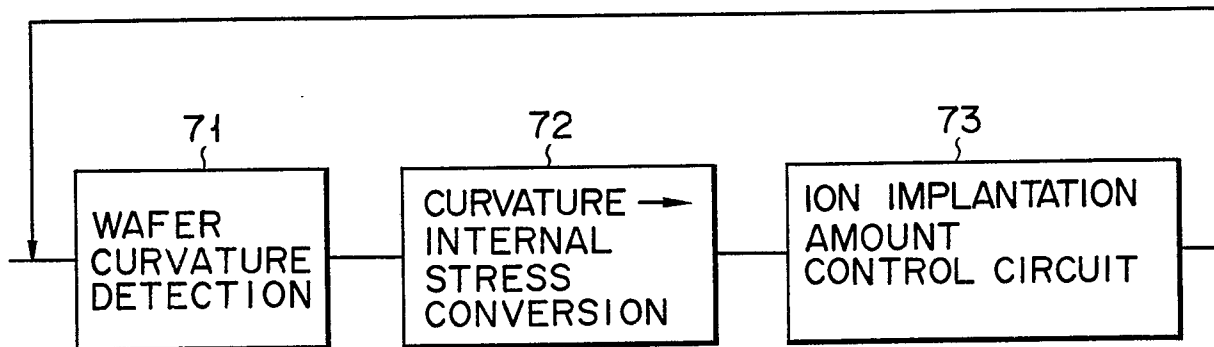 71
WAFER
CURVATURE
DETECTION
72
CURVATURE →
INTERNAL
STRESS
CONVERSION
73
ION IMPLANTATION
AMOUNT
CONTROL CIRCUIT